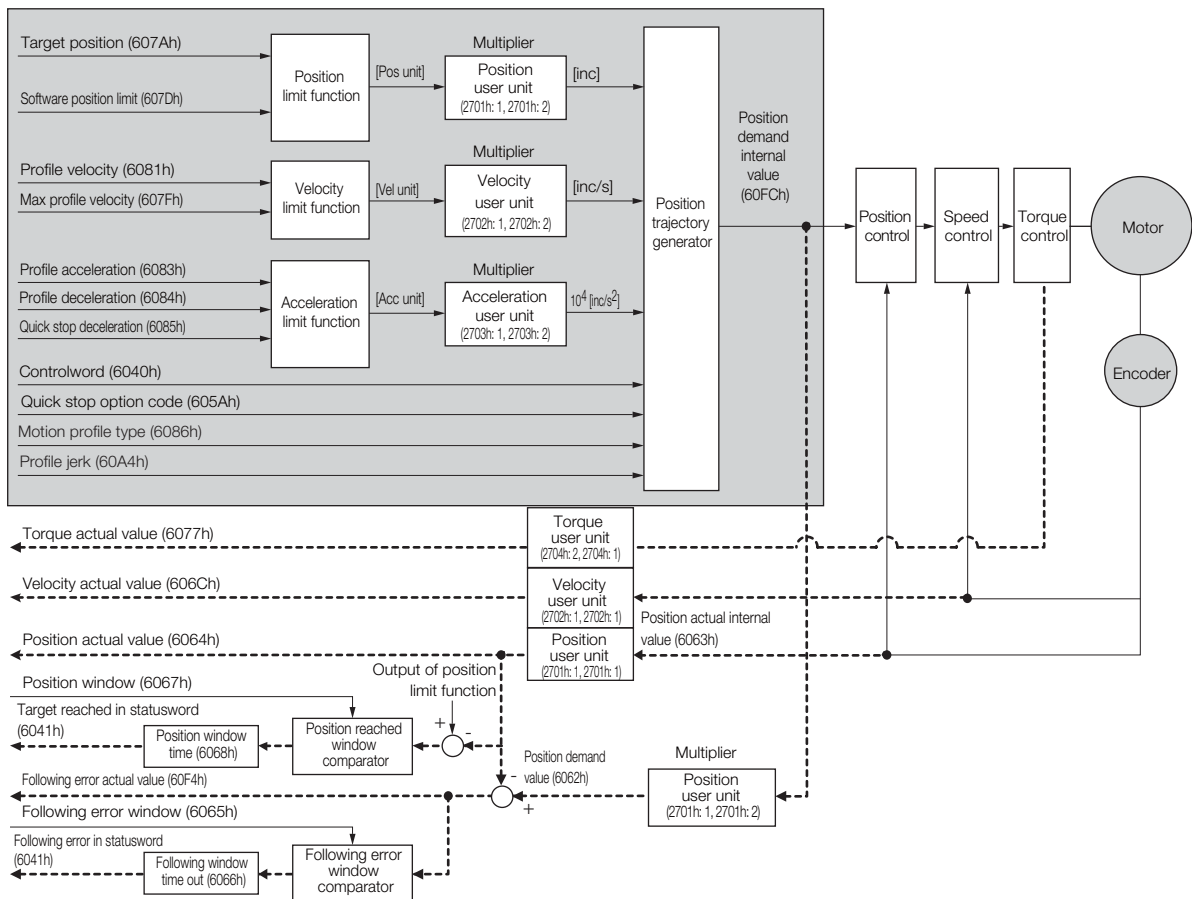 Target position (607Ah)
Software position limit (607Dh)
Position
limit function
[Pos unit]
Multiplier
Position
user unit
(2701h: 1, 2701h: 2)
[inc]
Profile velocity (6081h)
Max profile velocity (607Fh)
Velocity
limit function
[Vel unit]
Multiplier
Velocity
user unit
(2702h: 1, 2702h: 2)
[inc/s]
Profile acceleration (6083h)
Profile deceleration (6084h)
Quick stop deceleration (6085h)
Acceleration
limit function
[Acc unit]
Multiplier
Acceleration
user unit
(2703h: 1, 2703h: 2)
10⁴ [inc/s²]
Controlword (6040h)
Quick stop option code (605Ah)
Motion profile type (6086h)
Profile jerk (60A4h)
Position
trajectory
generator
Position
demand
internal
value
(60FCh)
Position
control
Speed
control
Torque
control
Motor
Encoder
Torque actual value (6077h)
Torque
user unit
(2704h: 2, 2704h: 1)
Velocity actual value (606Ch)
Velocity
user unit
(2702h: 1, 2702h: 1)
Position actual internal
value (6063h)
Position actual value (6064h)
Position
user unit
(2701h: 1, 2701h: 1)
Output of position
limit function
Position window (6067h)
Target reached in statusword
(6041h)
Position window
time (6068h)
Position reached
window
comparator
+
-
Following error actual value (60F4h)
Position demand
value (6062h)
-
+
Multiplier
Position
user unit
(2701h: 1, 2701h: 2)
Following error window (6065h)
Following error in statusword
(6041h)
Following window
time out (6066h)
Following error
window
comparator